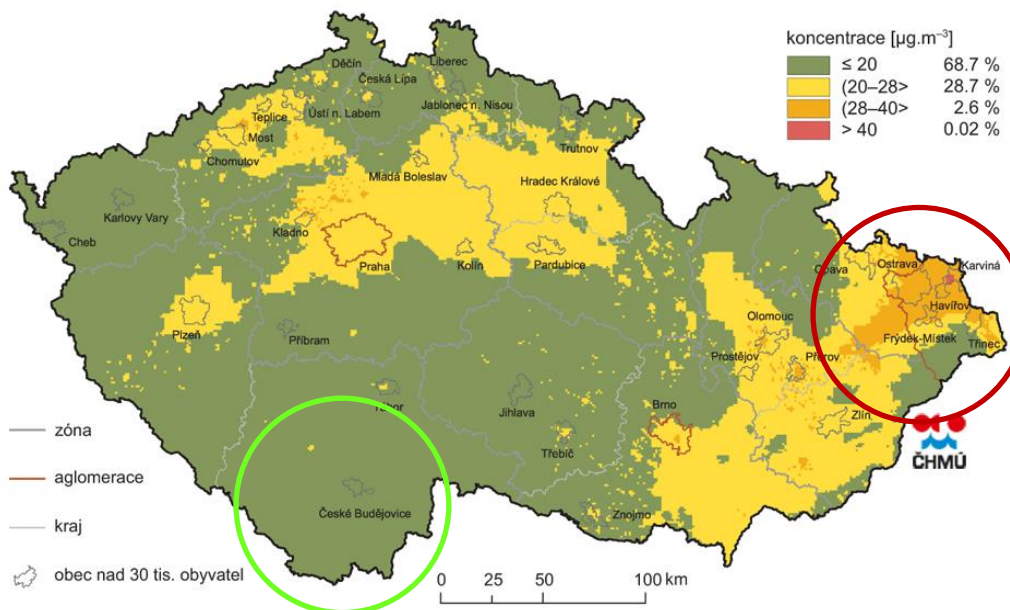 koncentrace [µg.m⁻³]
≤ 20 68.7 %
(20–28> 28.7 %
(28–40> 2.6 %
> 40 0.02 %
Děčín
Liberec
Česká Lípa
Jablonec n. Nisou
Ústí n. Labem
Teplice
Most
Chomutov
Trutnov
Mladá Boleslav
Hradec Králové
Karlovy Vary
Cheb
Kladno
Praha
Kolín
Pardubice
Opava
Ostrava
Karviná
Havířov
Plzeň
Příbram
Olomouc
Frýdek-Místek
Třinec
Prostějov
Přerov
Tábor
Jihlava
Brno
Zlín
ČHMÚ
Třebíč
zóna
aglomerace
České Budějovice
Znojmo
kraj
obec nad 30 tis. obyvatel
0 25 50 100 km